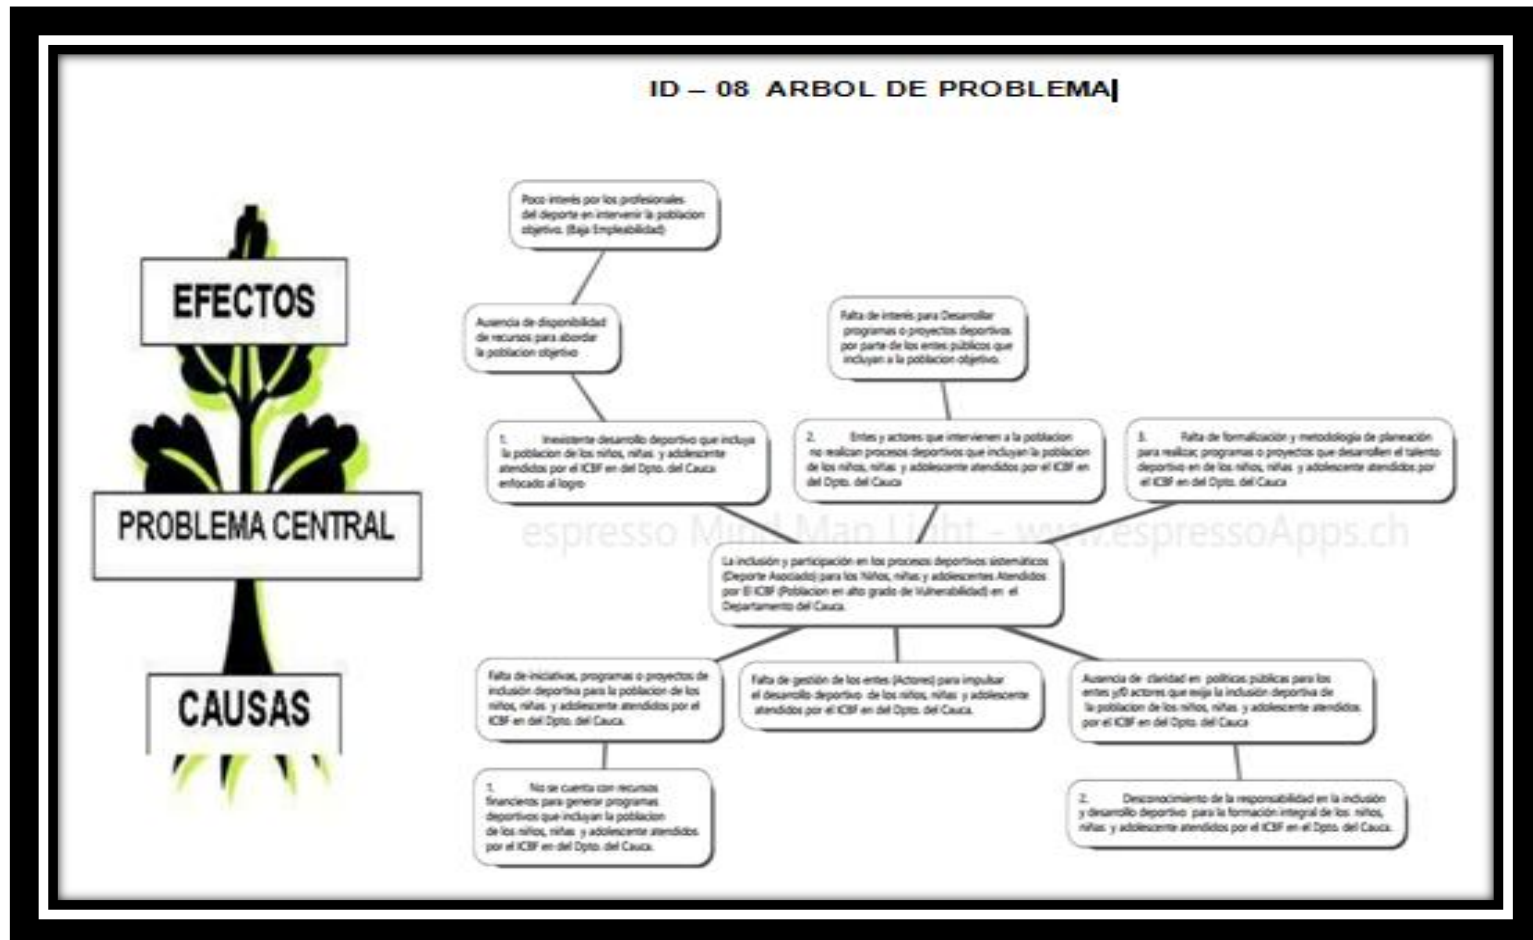 ID – 08 ARBOL DE PROBLEMA
EFECTOS
PROBLEMA CENTRAL
CAUSAS
Poco interés por los profesionales
del deporte en intervenir la poblacion
objetivo. (Baja Empleabilidad)
Ausencia de disponibilidad
de recursos para abordar
la poblacion objetivo
Falta de interés para Desarrollar
programas o proyectos deportivos
por parte de los entes públicos que
incluyan a la poblacion objetivo.
1. Inexistente desarrollo deportivo que incluya
la poblacion de los niños, niñas y adolescente
atendidos por el ICBF en del Dpto. del Cauca
enfocado al logro
2. Entes y actores que intervienen a la poblacion
no realizan procesos deportivos que incluyan la poblacion
de los niños, niñas y adolescente atendidos por el ICBF en
del Dpto. del Cauca
3. Falta de formalización y metodologia de planeación
para realizar, programas o proyectos que desarrollen el talento
deportivo en de los niños, niñas y adolescente atendidos por
el ICBF en del Dpto. del Cauca
espresso Mind Map Light - www.espressoApps.ch
La inclusión y participación en los procesos deportivos sistemáticos
(Deporte Asociado) para los Niños, niñas y adolescentes Atendidos
por El ICBF (Poblacion en alto grado de Vulnerabilidad) en el
Departamento del Cauca.
Falta de iniciativas, programas o proyectos de
inclusión deportiva para la poblacion de los
niños, niñas y adolescente atendidos por el
ICBF en del Dpto. del Cauca.
Falta de gestión de los entes (Actores) para impulsar
el desarrollo deportivo de los niños, niñas y adolescente
atendidos por el ICBF en del Dpto. del Cauca.
Ausencia de claridad en políticas públicas para los
entes y/0 actores que exija la inclusión deportiva de
la poblacion de los niños, niñas y adolescente atendidos
por el ICBF en del Dpto. del Cauca
1. No se cuenta con recursos
financieros para generar programas
deportivos que incluyan la poblacion
de los niños, niñas y adolescente atendidos
por el ICBF en del Dpto. del Cauca.
2. Desconocimiento de la responsabilidad en la inclusión
y desarrollo deportivo para la formación integral de los niños,
niñas y adolescente atendidos por el ICBF en el Dpto. del Cauca.